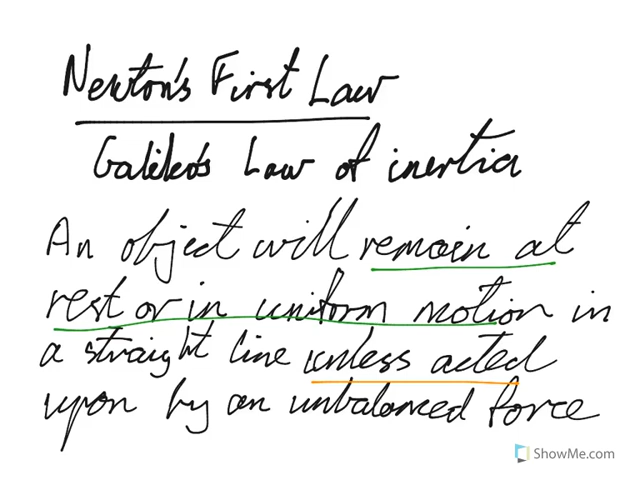 Newton's First Law
Galileo's Law of inertia
An object will remain at
rest or in uniform motion in
a straight line unless acted
upon by an unbalanced force
ShowMe.com